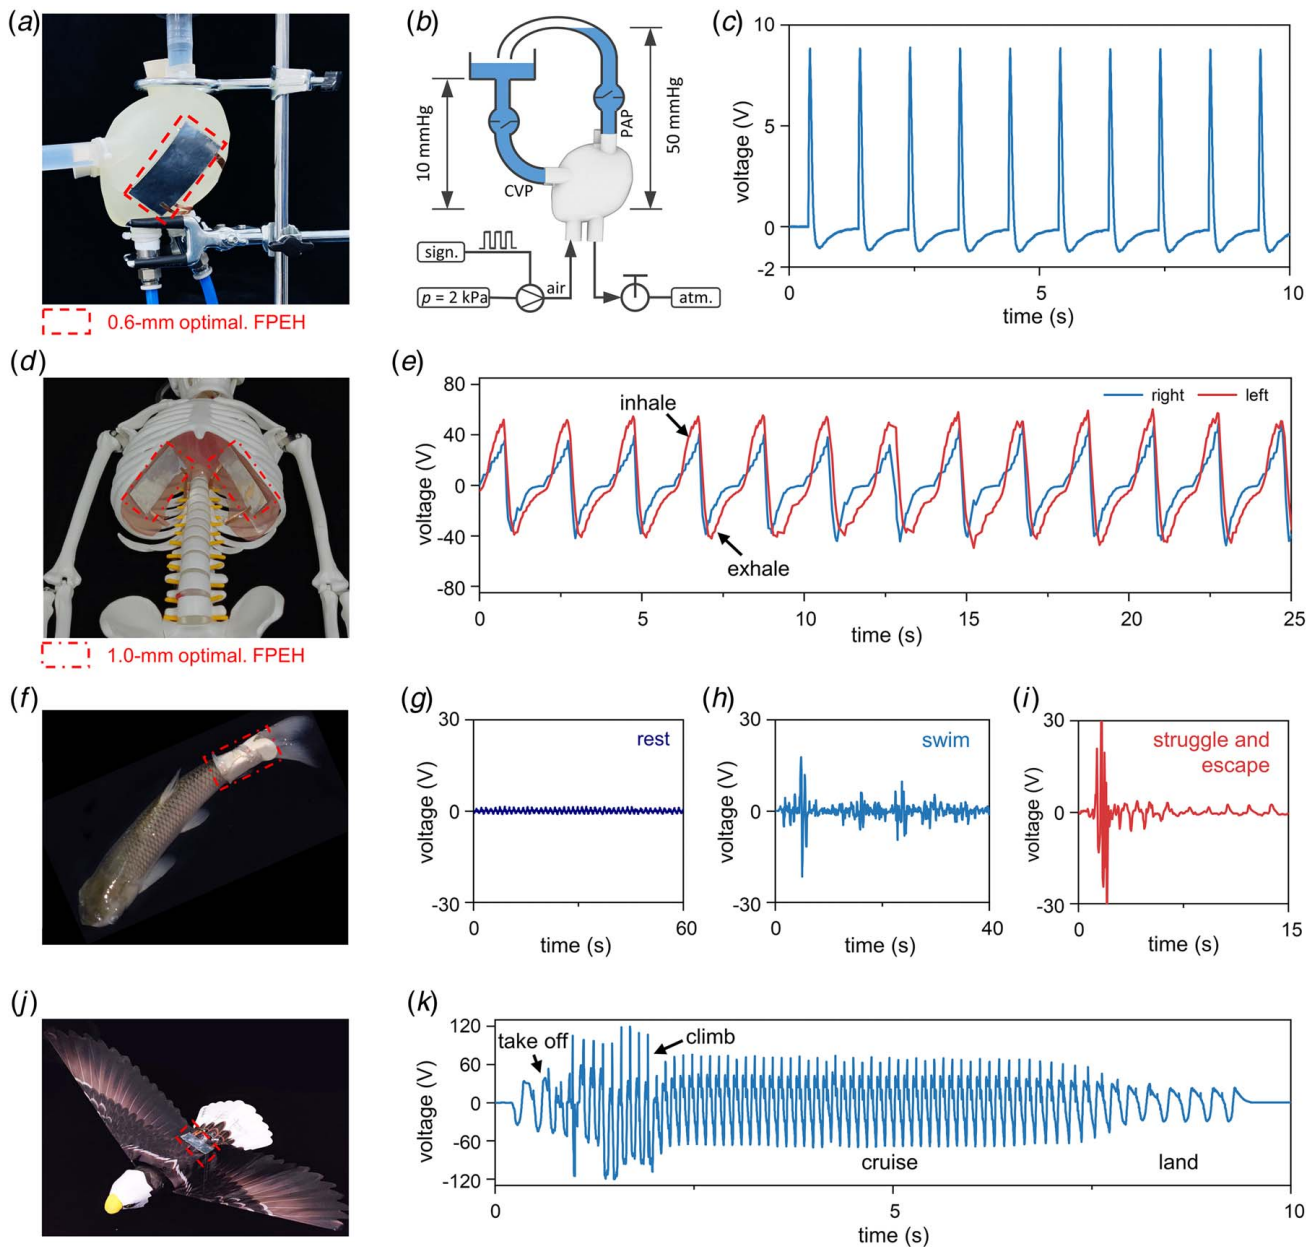 (a)
0.6-mm optimal. FPEH
(b)
10 mmHg
50 mmHg
PAP
CVP
sign.
p = 2 kPa
air
atm.
(c)
10
5
0
-2
voltage (V)
0
5
10
time (s)
(d)
1.0-mm optimal. FPEH
(e)
80
40
0
-40
-80
voltage (V)
right
left
inhale
exhale
0
5
10
15
20
25
time (s)
(f)
(g)
30
0
-30
voltage (V)
rest
0
60
time (s)
(h)
30
0
-30
voltage (V)
swim
0
40
time (s)
(i)
30
0
-30
voltage (V)
struggle and
escape
0
15
time (s)
(j)
(k)
120
60
0
-60
-120
voltage (V)
take off
climb
cruise
land
0
5
10
time (s)